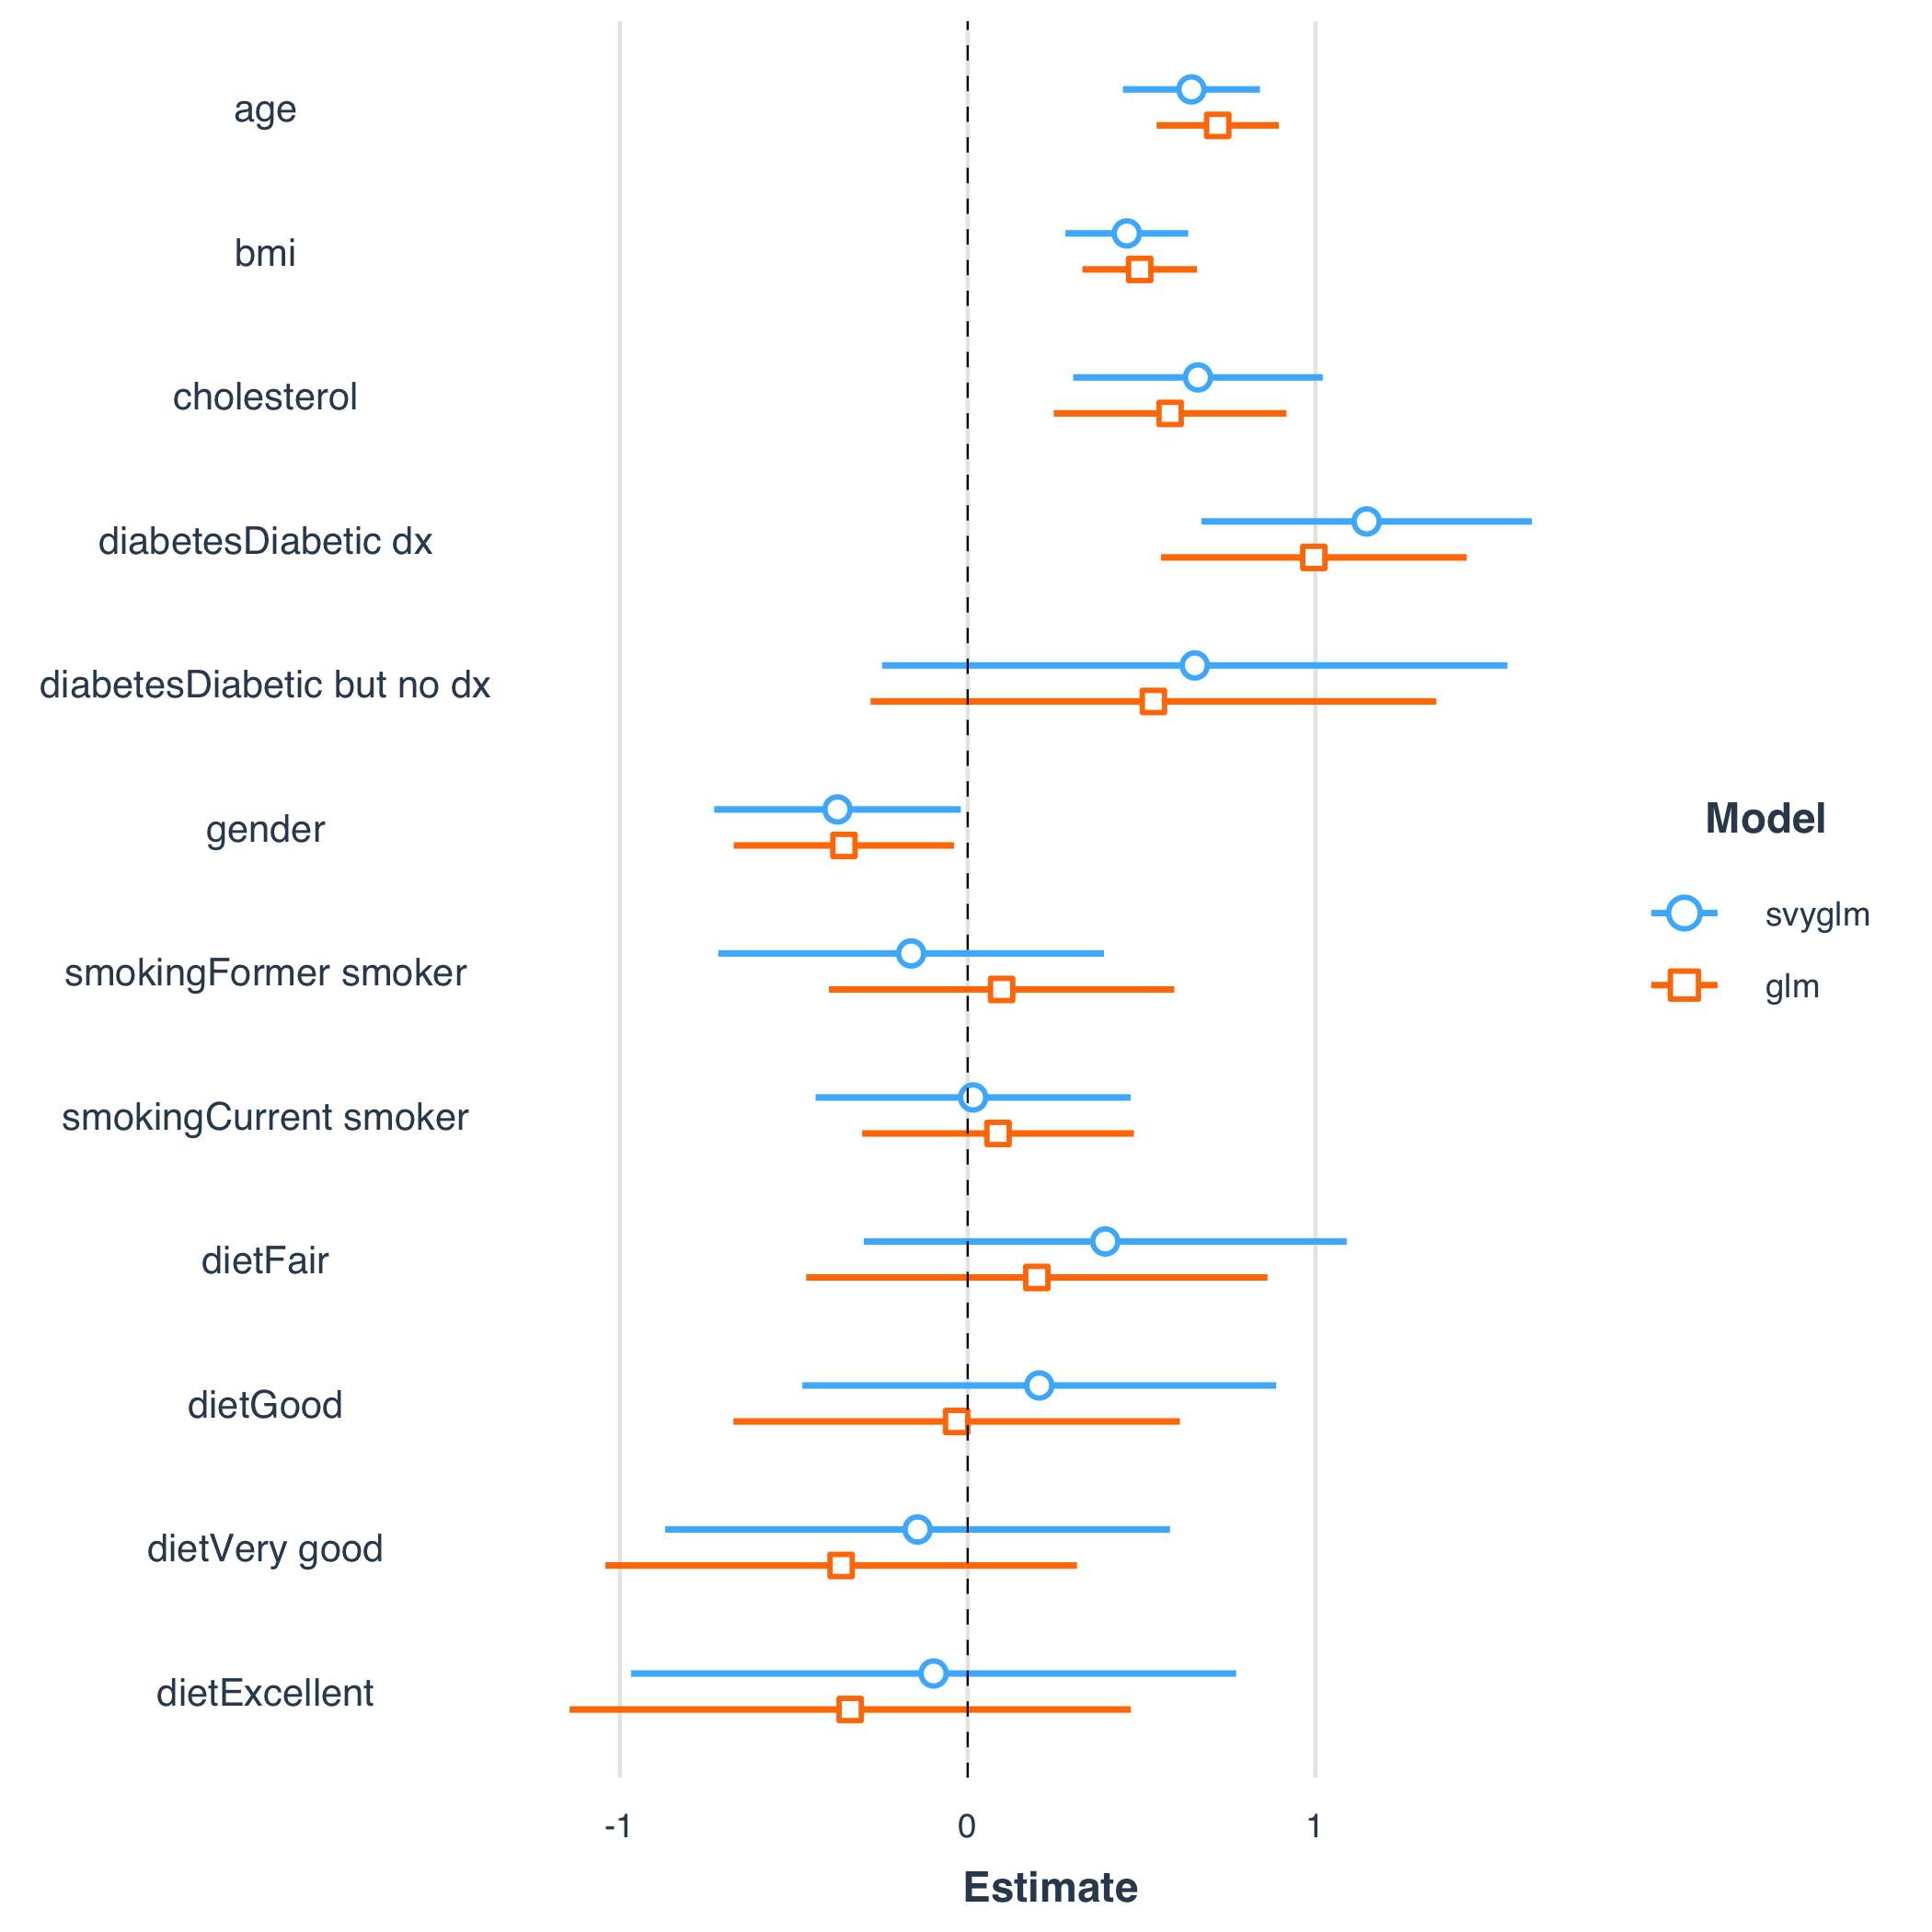 age
bmi
cholesterol
diabetesDiabetic dx
diabetesDiabetic but no dx
gender
smokingFormer smoker
smokingCurrent smoker
dietFair
dietGood
dietVery good
dietExcellent
-1 0 1
Estimate
Model
svyglm
glm